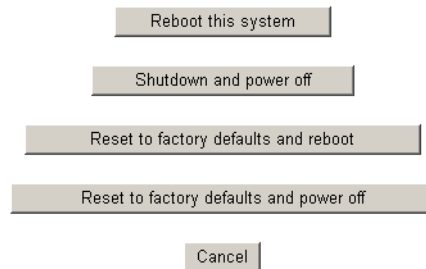 Reboot this system
Shutdown and power off
Reset to factory defaults and reboot
Reset to factory defaults and power off
Cancel